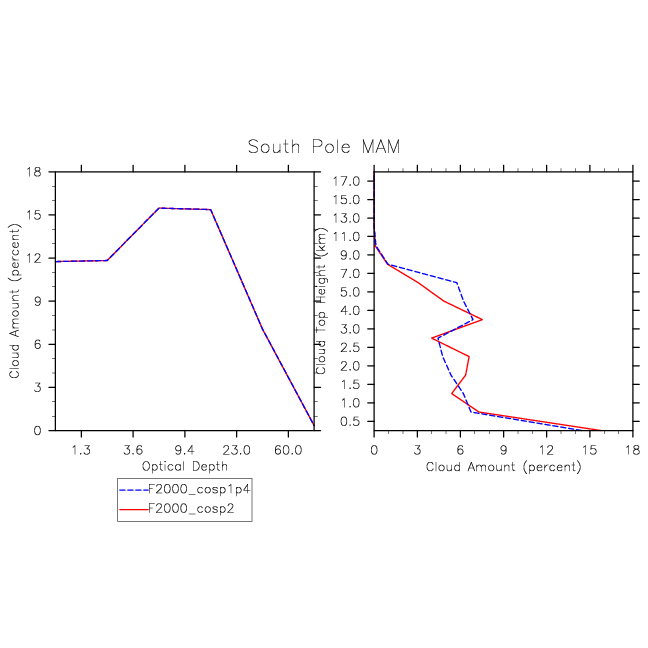 South Pole MAM
Cloud Amount (percent)
18
15
12
9
6
3
0
1.3 3.6 9.4 23.0 60.0
Optical Depth
Cloud Top Height (km)
17.0
15.0
13.0
11.0
9.0
7.0
5.0
4.0
3.0
2.5
2.0
1.5
1.0
0.5
0 3 6 9 12 15 18
Cloud Amount (percent)
F2000_cosp1p4
F2000_cosp2